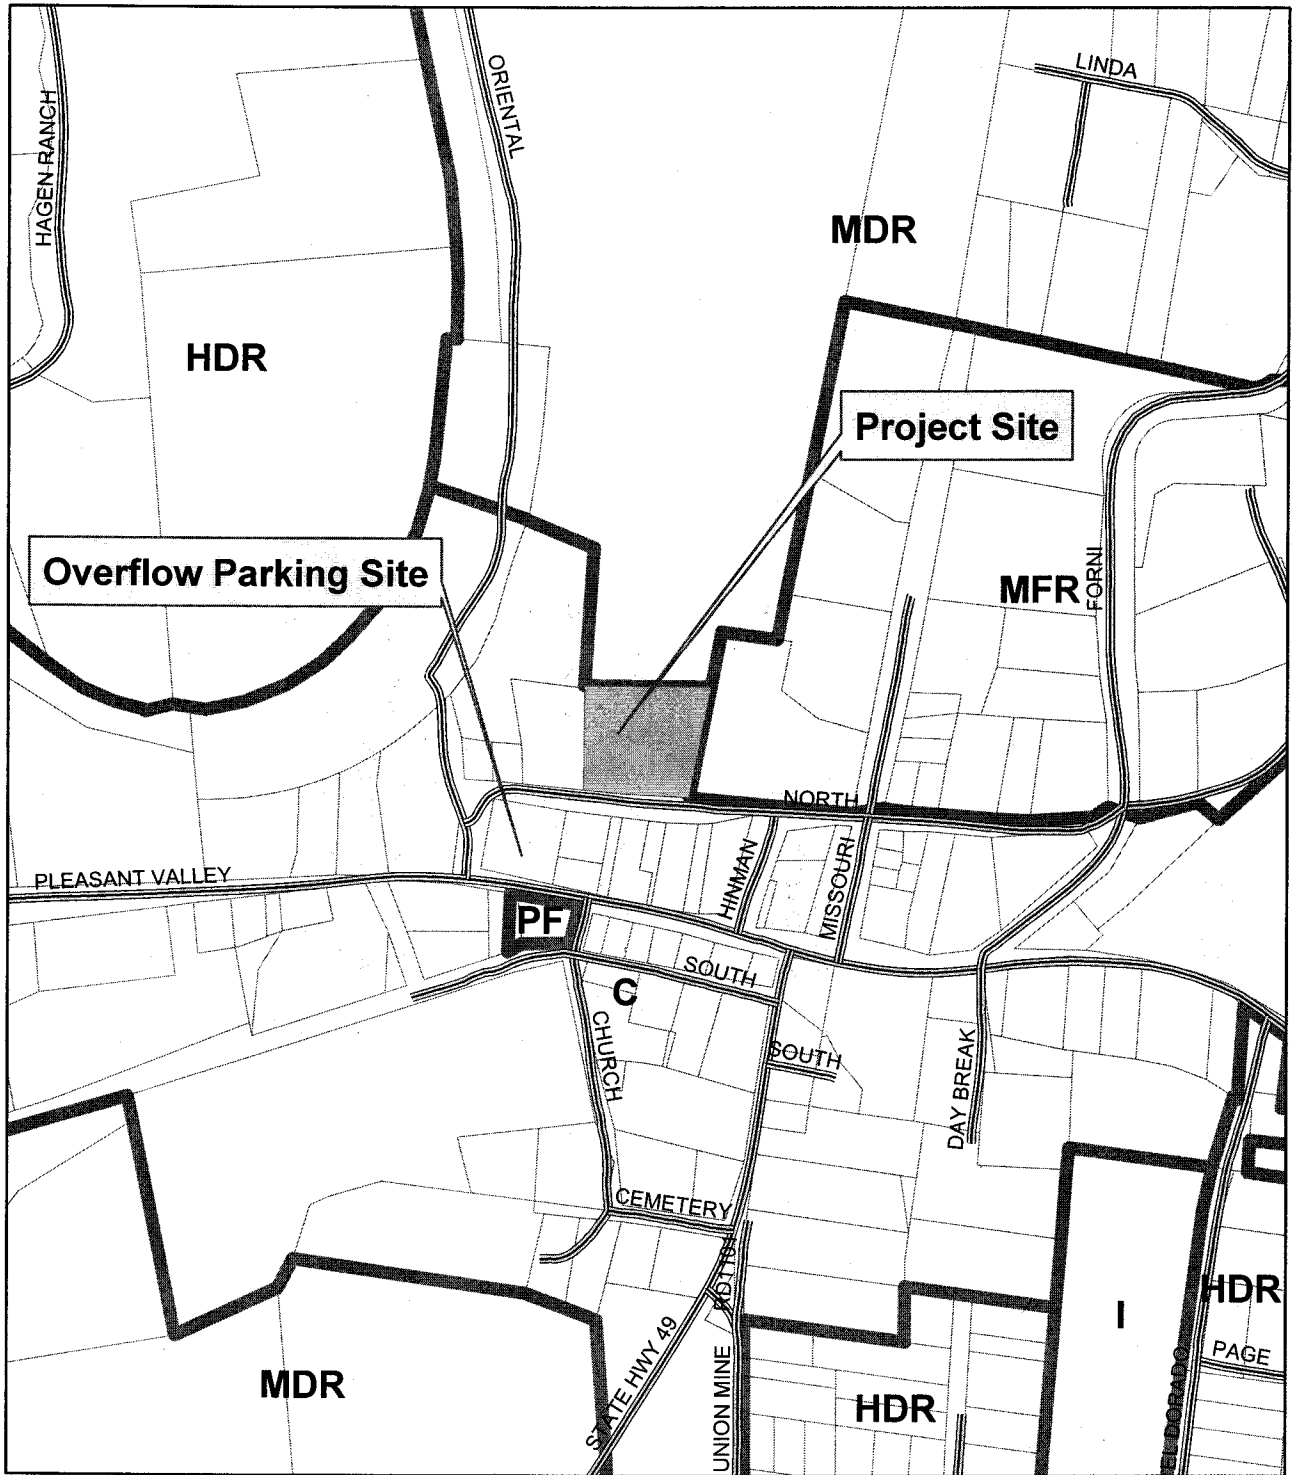 LINDA
ORIENTAL
HAGEN RANCH
MDR
HDR
Project Site
Overflow Parking Site
MFR
FORNI
NORTH
PLEASANT VALLEY
HINMAN
MISSOURI
PF
SOUTH
C
CHURCH
SOUTH
DAY BREAK
CEMETERY
RD1101
HDR
I
STATE HWY 49
PAGE
MDR
UNION MINE
HDR
EL DORADO